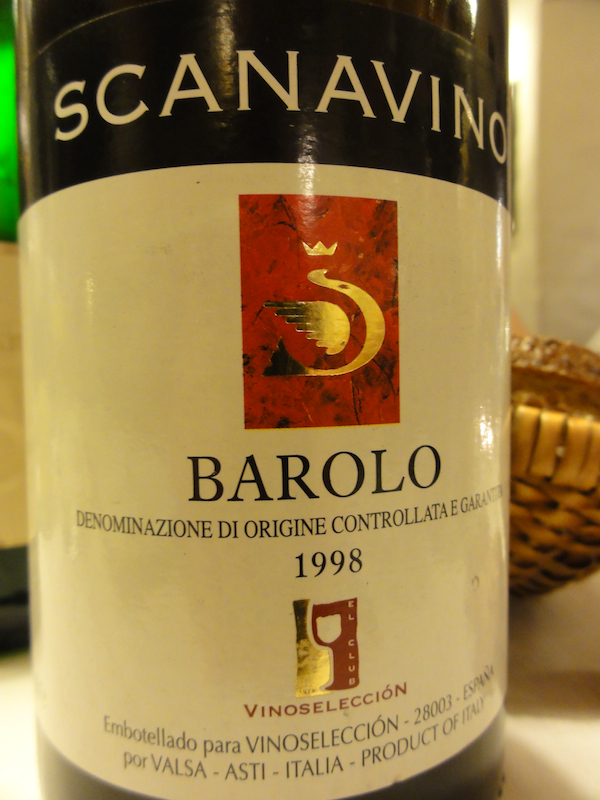 SCANAVINO
BAROLO
DENOMINAZIONE DI ORIGINE CONTROLLATA E
1998
EL CLUB
VINOSELECCIÓN
Embotellado para VINOSELECCIÓN - 28003 - ESPAÑA
por VALSA - ASTI - ITALIA - PRODUCT OF ITALY